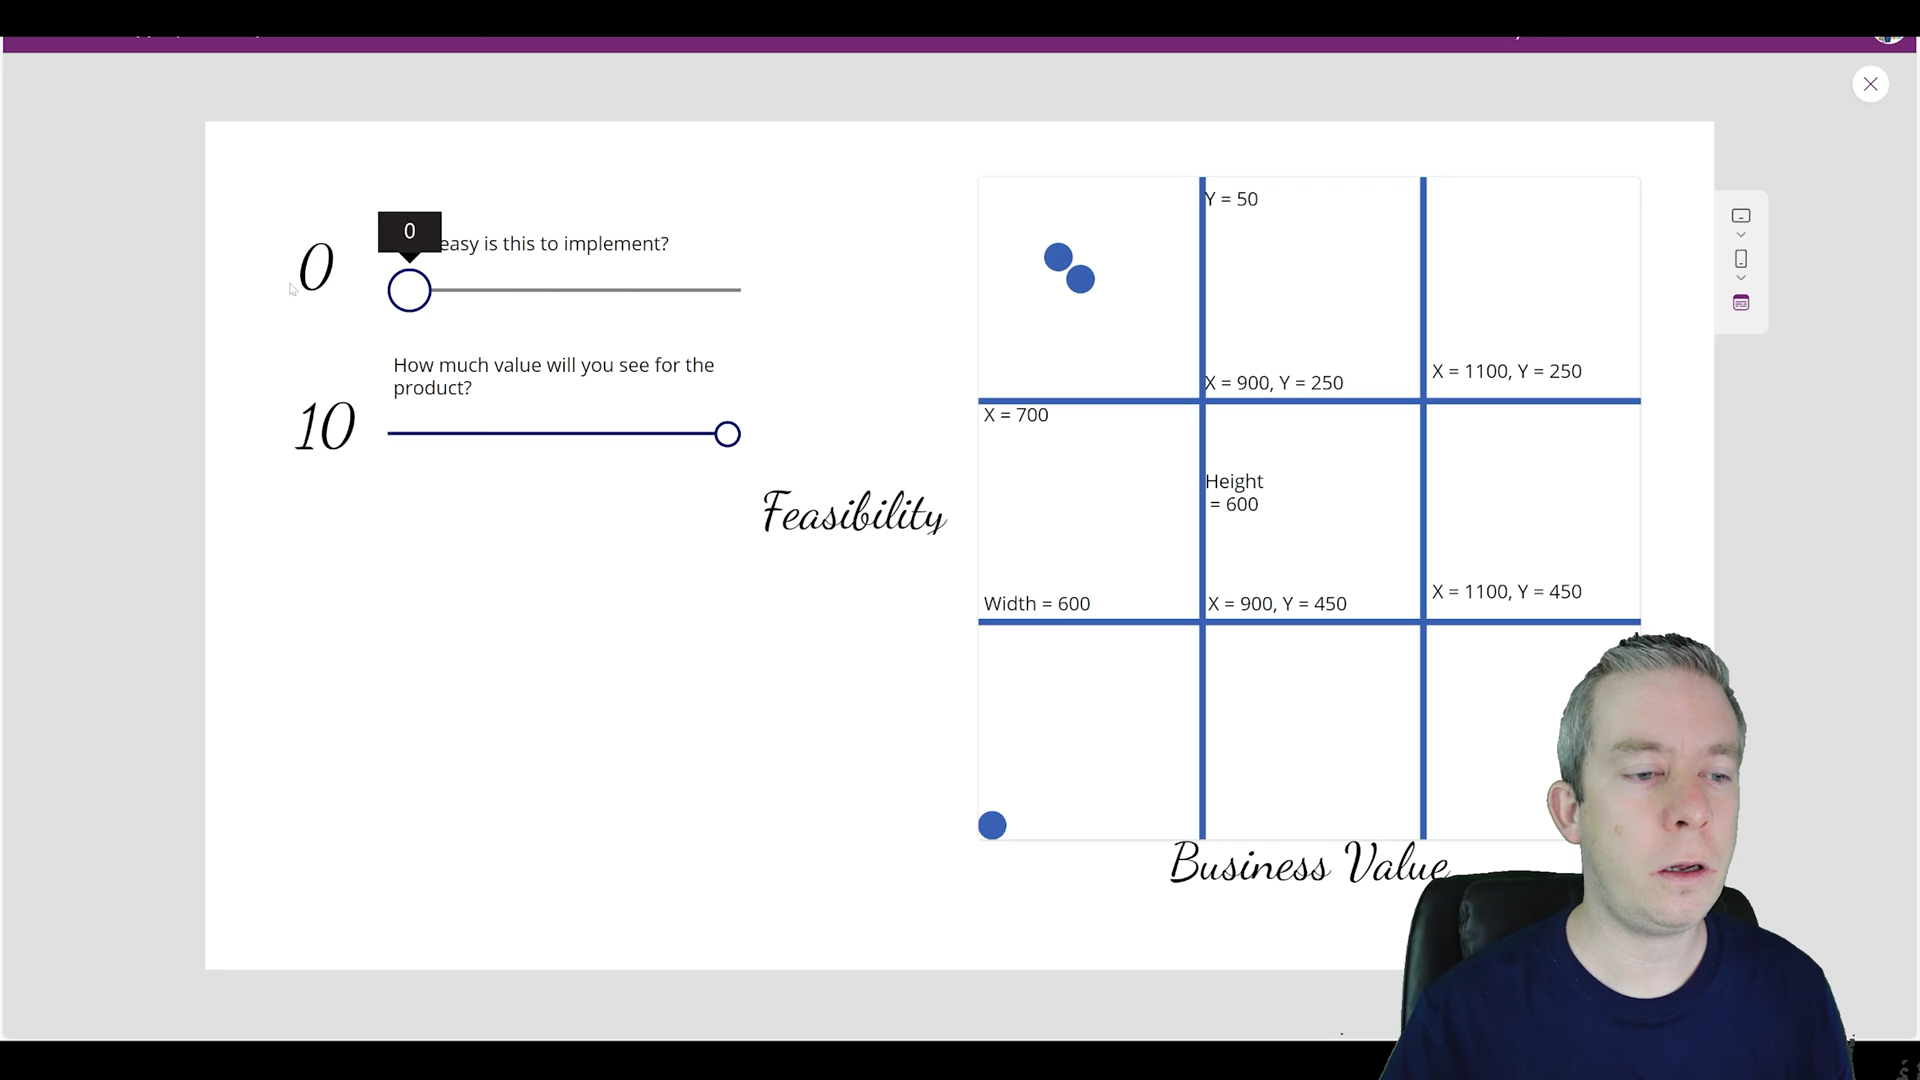 0
0
easy is this to implement?
How much value will you see for the
product?
10
Feasibility
Y = 50
X = 900, Y = 250
X = 1100, Y = 250
X = 700
Height
= 600
Width = 600
X = 900, Y = 450
X = 1100, Y = 450
Business Value